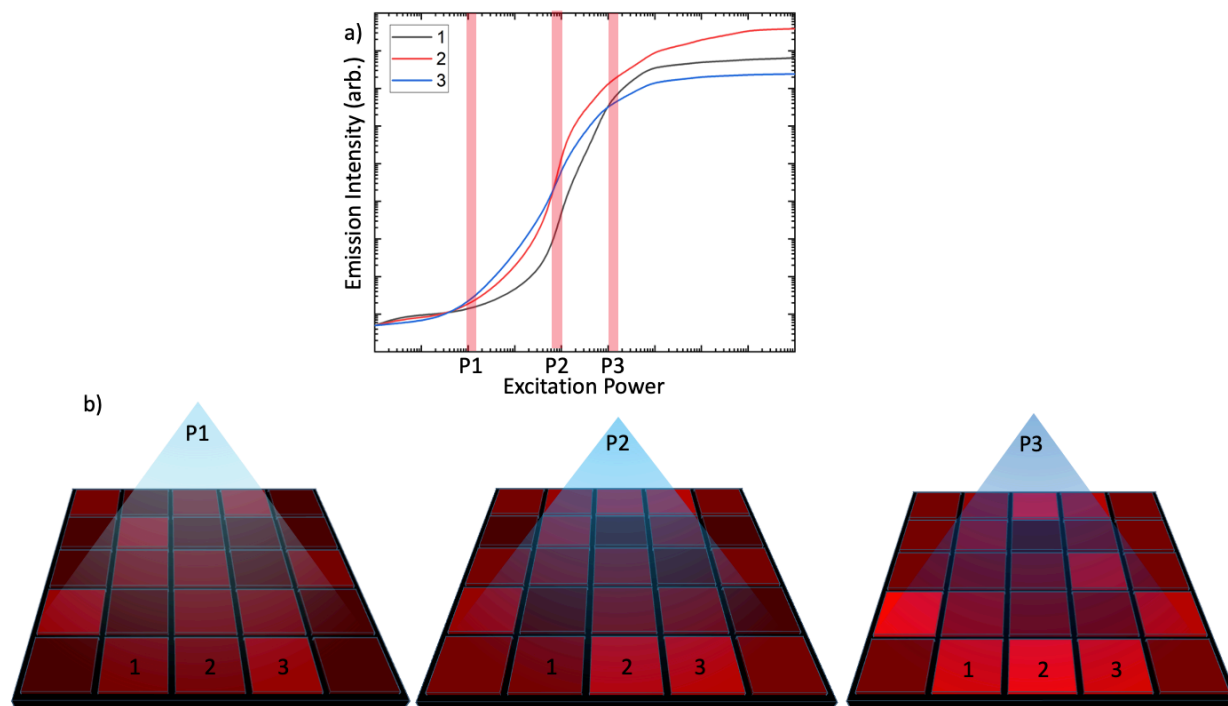 a)
1
2
3
Emission Intensity (arb.)
P1 P2 P3
Excitation Power
b)
P1 P2 P3
1 2 3 1 2 3 1 2 3